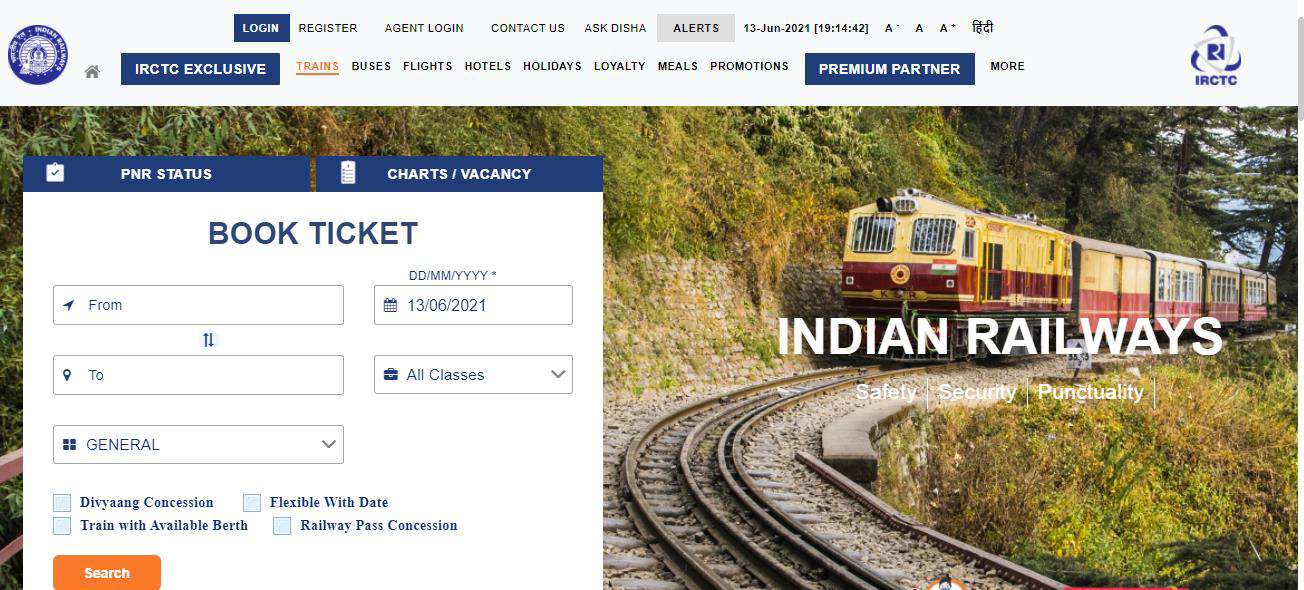 LOGIN REGISTER AGENT LOGIN CONTACT US ASK DISHA ALERTS 13-Jun-2021 [19:14:42] A- A A+ हिंदी
IRCTC EXCLUSIVE TRAINS BUSES FLIGHTS HOTELS HOLIDAYS LOYALTY MEALS PROMOTIONS PREMIUM PARTNER MORE
IRCTC
PNR STATUS CHARTS / VACANCY
BOOK TICKET
DD/MM/YYYY *
From 13/06/2021
To All Classes
GENERAL
Divyaang Concession Flexible With Date
Train with Available Berth Railway Pass Concession
Search
INDIAN RAILWAYS
Safety Security Punctuality